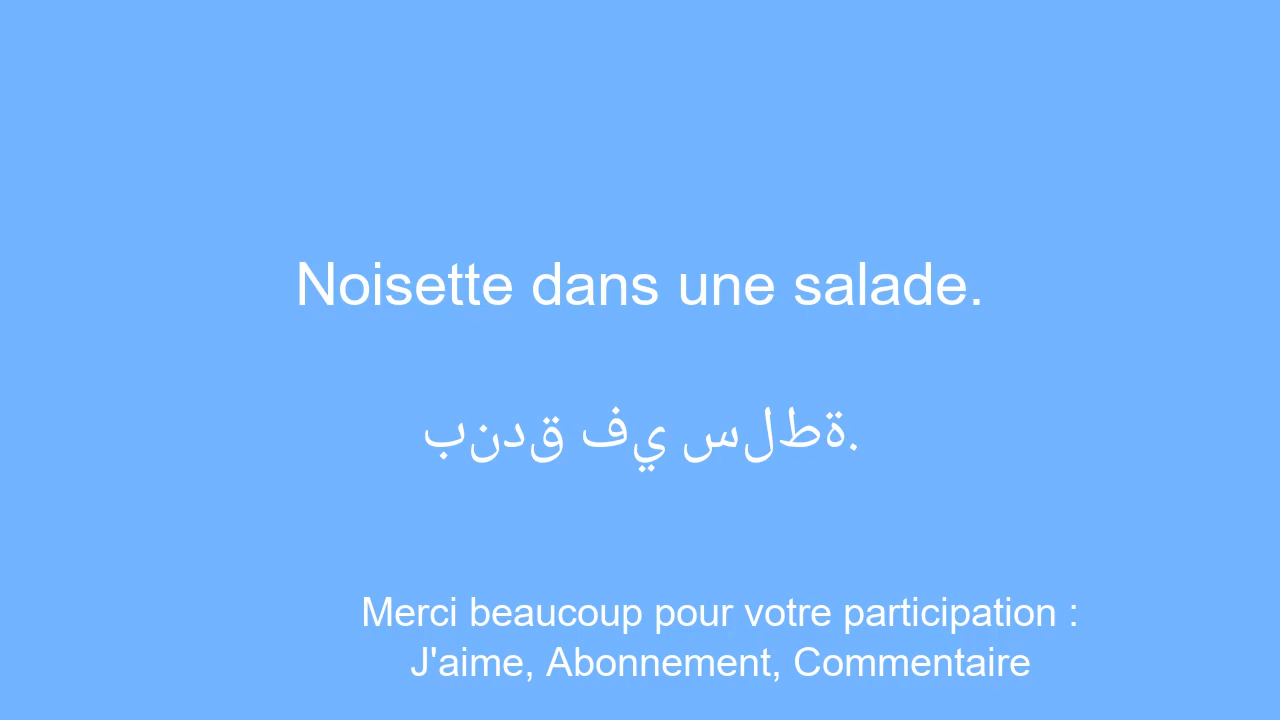 Noisette dans une salade.
بندق في سلطة.
Merci beaucoup pour votre participation :
J'aime, Abonnement, Commentaire